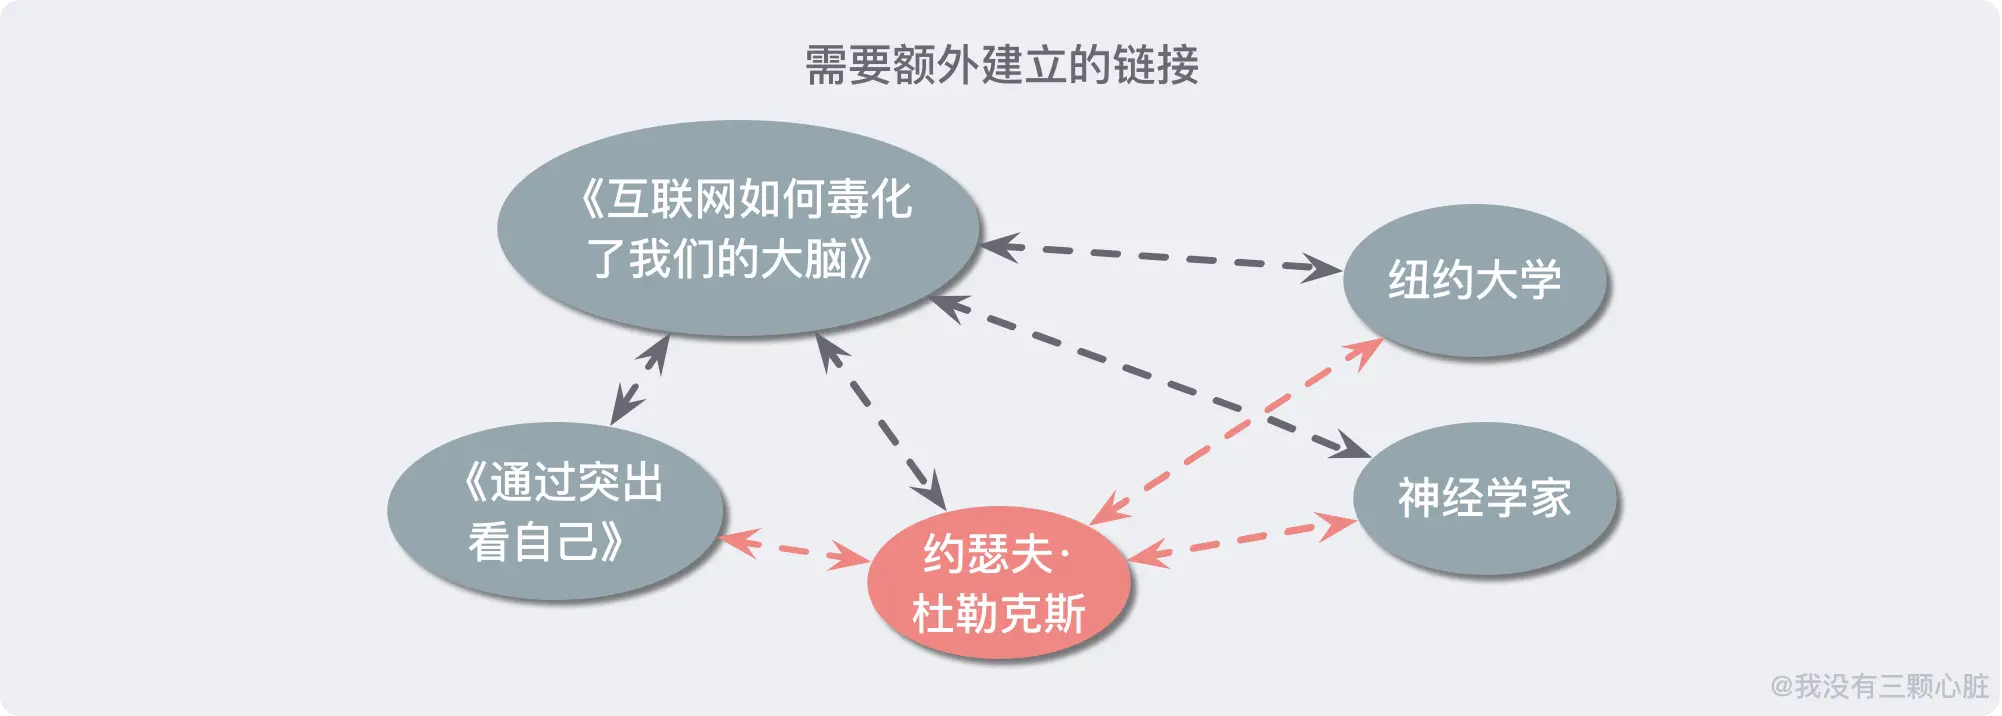 需要额外建立的链接
《互联网如何毒化
了我们的大脑》
纽约大学
《通过突出
看自己》
神经学家
约瑟夫·
杜勒克斯
@我没有三颗心脏